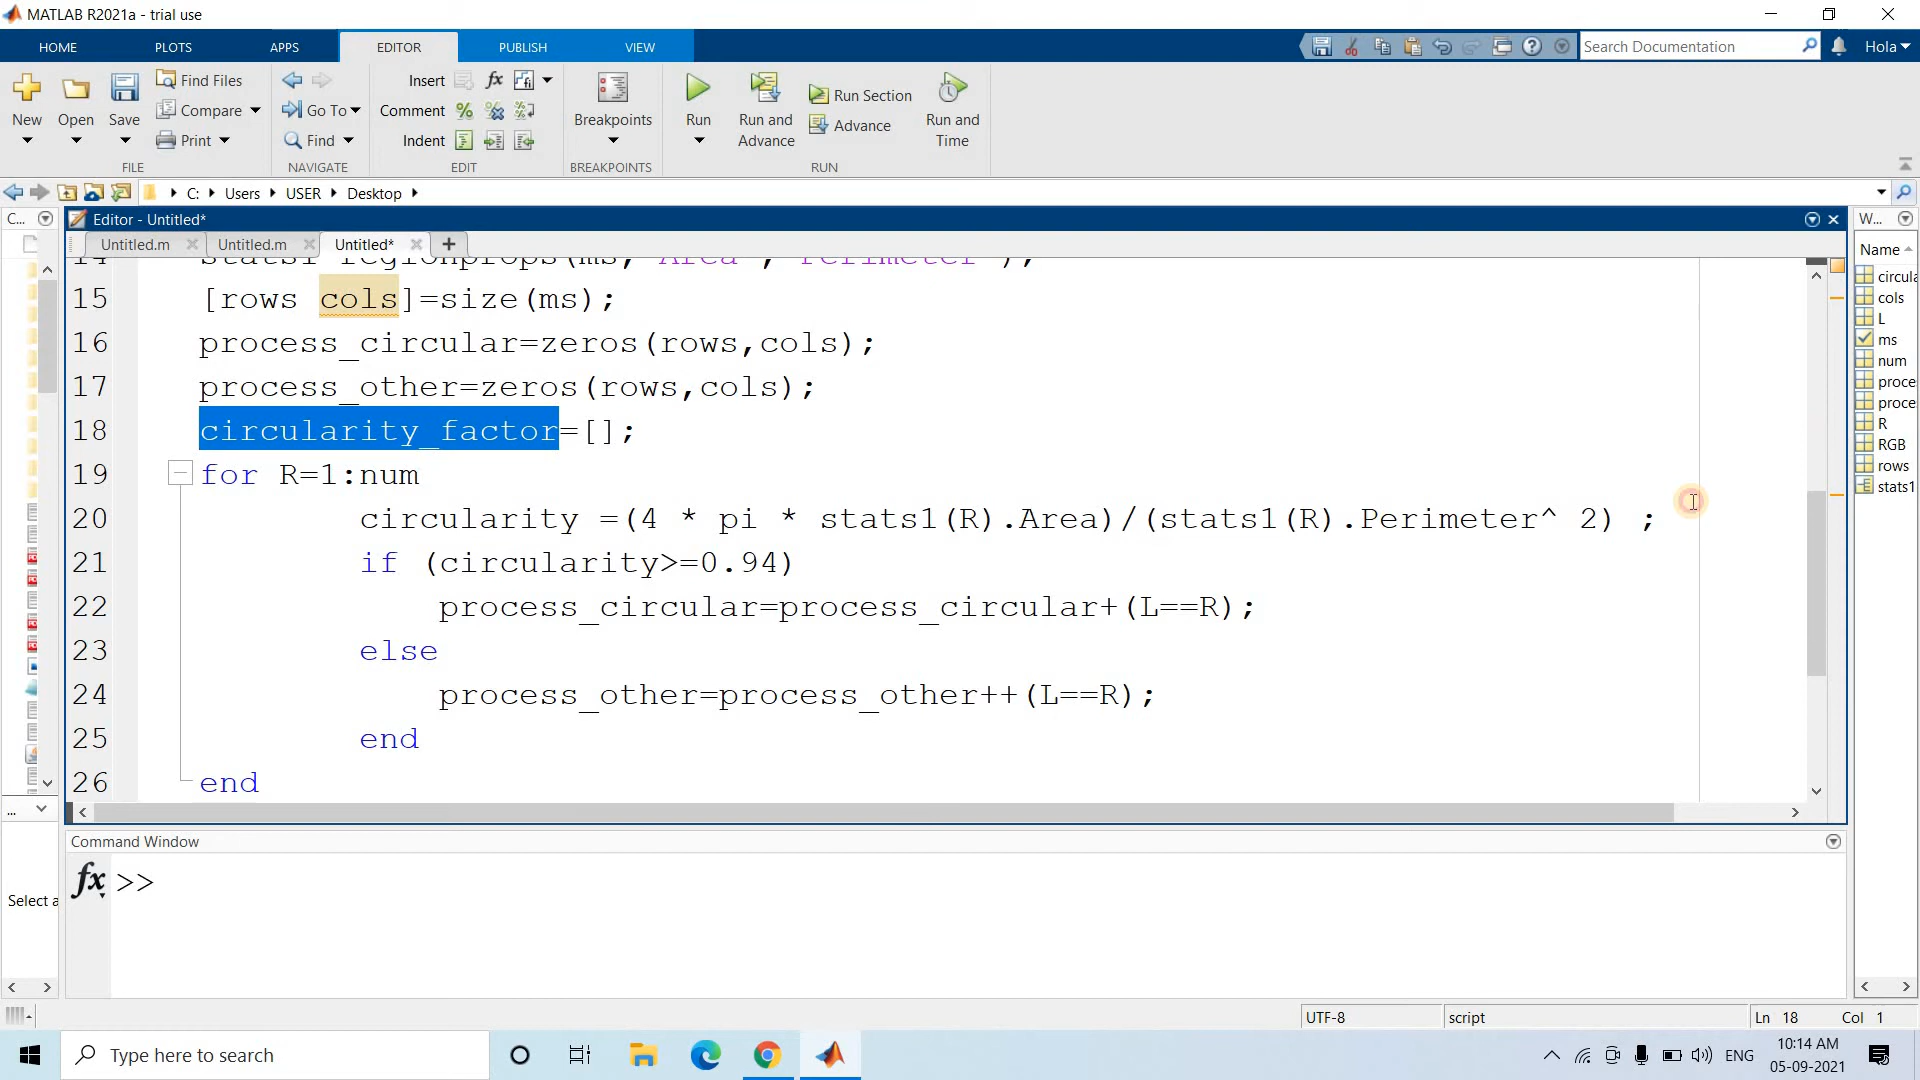 MATLAB R2021a - trial use
HOME PLOTS APPS EDITOR PUBLISH VIEW
Search Documentation
Hola
New Open Save
Find Files
Compare
Print
FILE
Go To
Find
NAVIGATE
Insert
Comment
Indent
EDIT
Breakpoints
BREAKPOINTS
Run
Run and Advance
Run Section
Advance
Run and Time
RUN
C: Users USER Desktop
C...
Editor - Untitled*
W...
Untitled.m Untitled.m Untitled* +
Name
14 stats1=regionprops(ms,'Area','Perimeter');
15 [rows cols]=size(ms);
16 process_circular=zeros(rows,cols);
17 process_other=zeros(rows,cols);
18 circularity_factor=[];
19 for R=1:num
20 circularity =(4 * pi * stats1(R).Area)/(stats1(R).Perimeter^ 2) ;
21 if (circularity>=0.94)
22 process_circular=process_circular+(L==R);
23 else
24 process_other=process_other++(L==R);
25 end
26 end
circula
cols
L
ms
num
proce
proce
R
RGB
rows
stats1
...
Select a
Command Window
fx >>
UTF-8 script Ln 18 Col 1
Type here to search
ENG
10:14 AM
05-09-2021